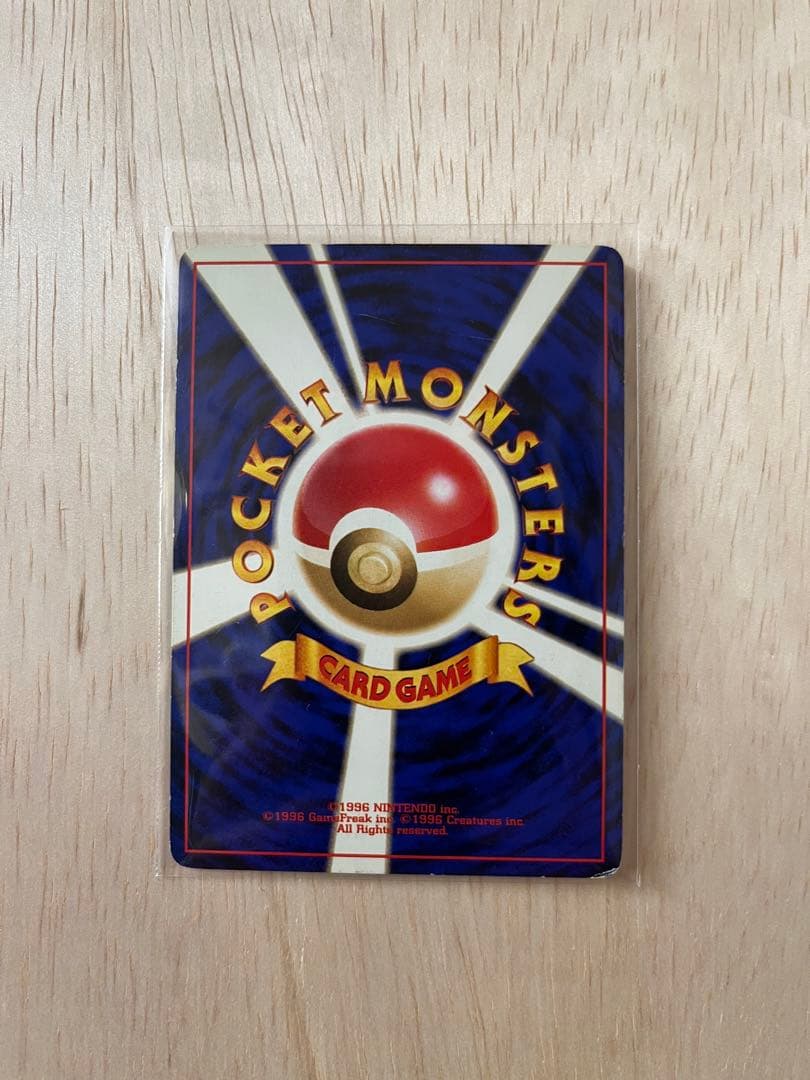 POCKET MONSTERS
CARD GAME
©1996 NINTENDO inc.
©1996 GameFreak inc. ©1996 Creatures inc.
All Rights reserved.